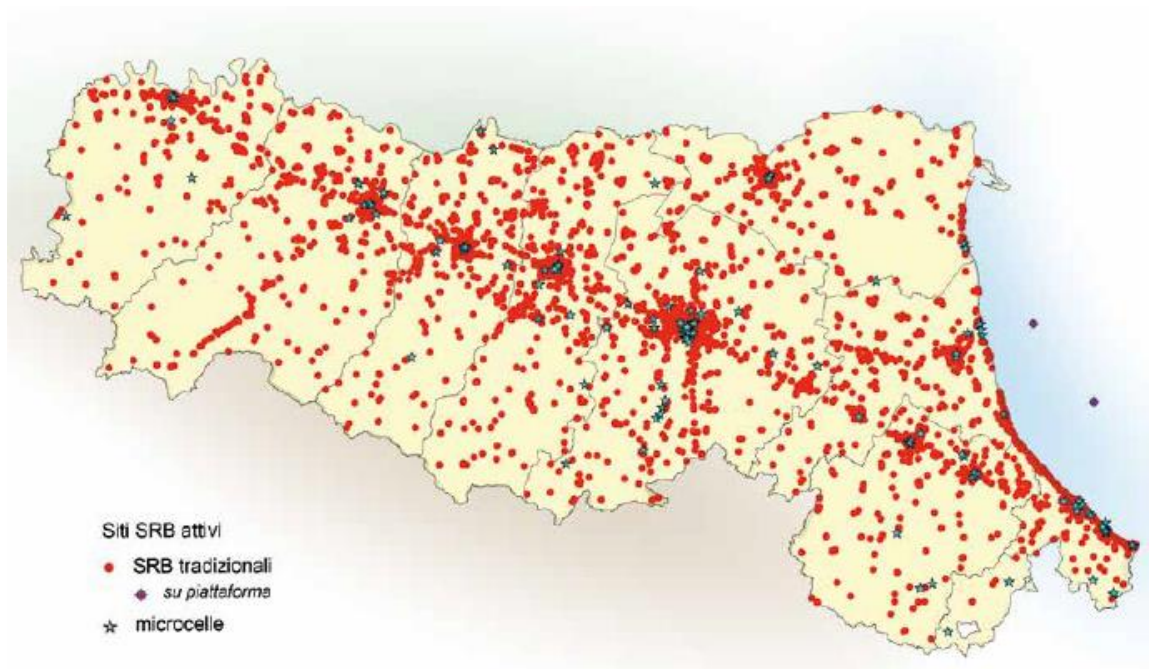 Siti SRB attivi
SRB tradizionali
su piattaforma
microcelle